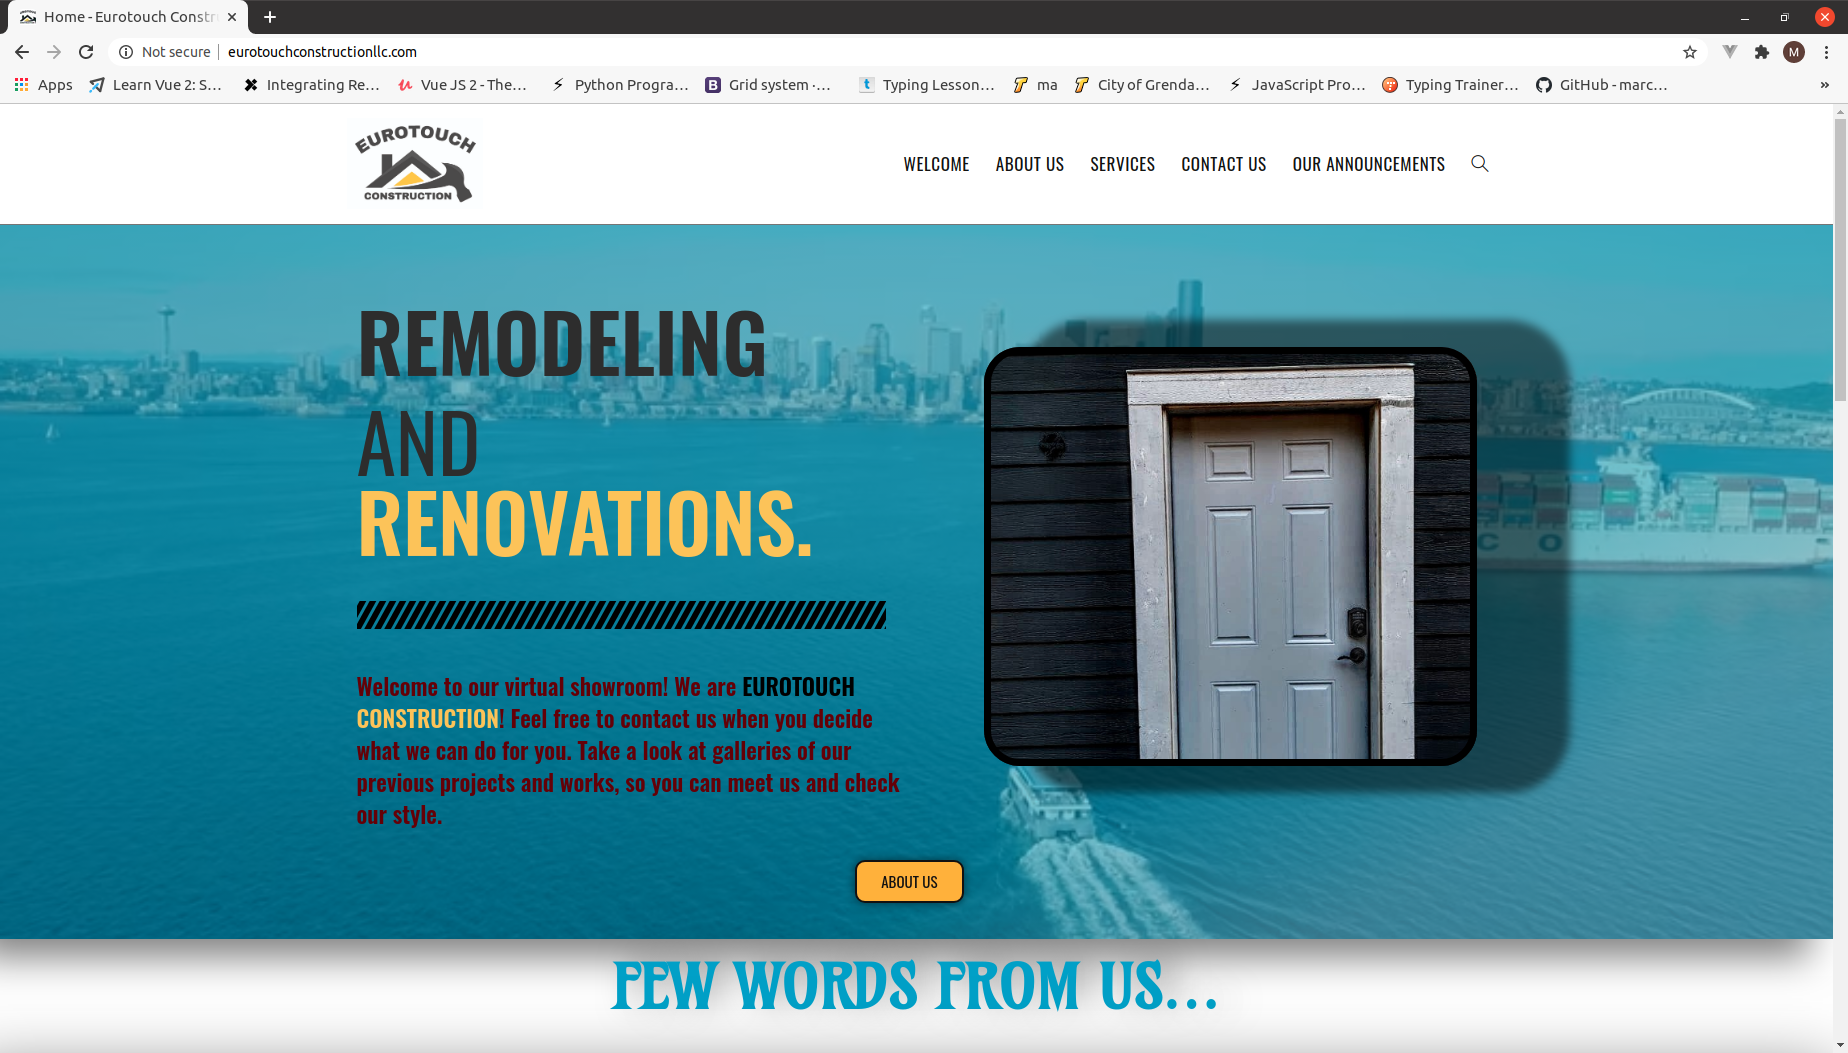 Home - Eurotouch Constr
Not secure
eurotouchconstructionllc.com
M
Apps
Learn Vue 2: S...
Integrating Re...
Vue JS 2 - The...
Python Progra...
B
Grid system ·...
t
Typing Lesson...
T
ma
T
City of Grenda...
JavaScript Pro...
Typing Trainer...
GitHub - marc...
»
EUROTOUCH
CONSTRUCTION
WELCOME
ABOUT US
SERVICES
CONTACT US
OUR ANNOUNCEMENTS
REMODELING
AND
RENOVATIONS.
Welcome to our virtual showroom! We are EUROTOUCH
CONSTRUCTION! Feel free to contact us when you decide
what we can do for you. Take a look at galleries of our
previous projects and works, so you can meet us and check
our style.
C O
ABOUT US
FEW WORDS FROM US...